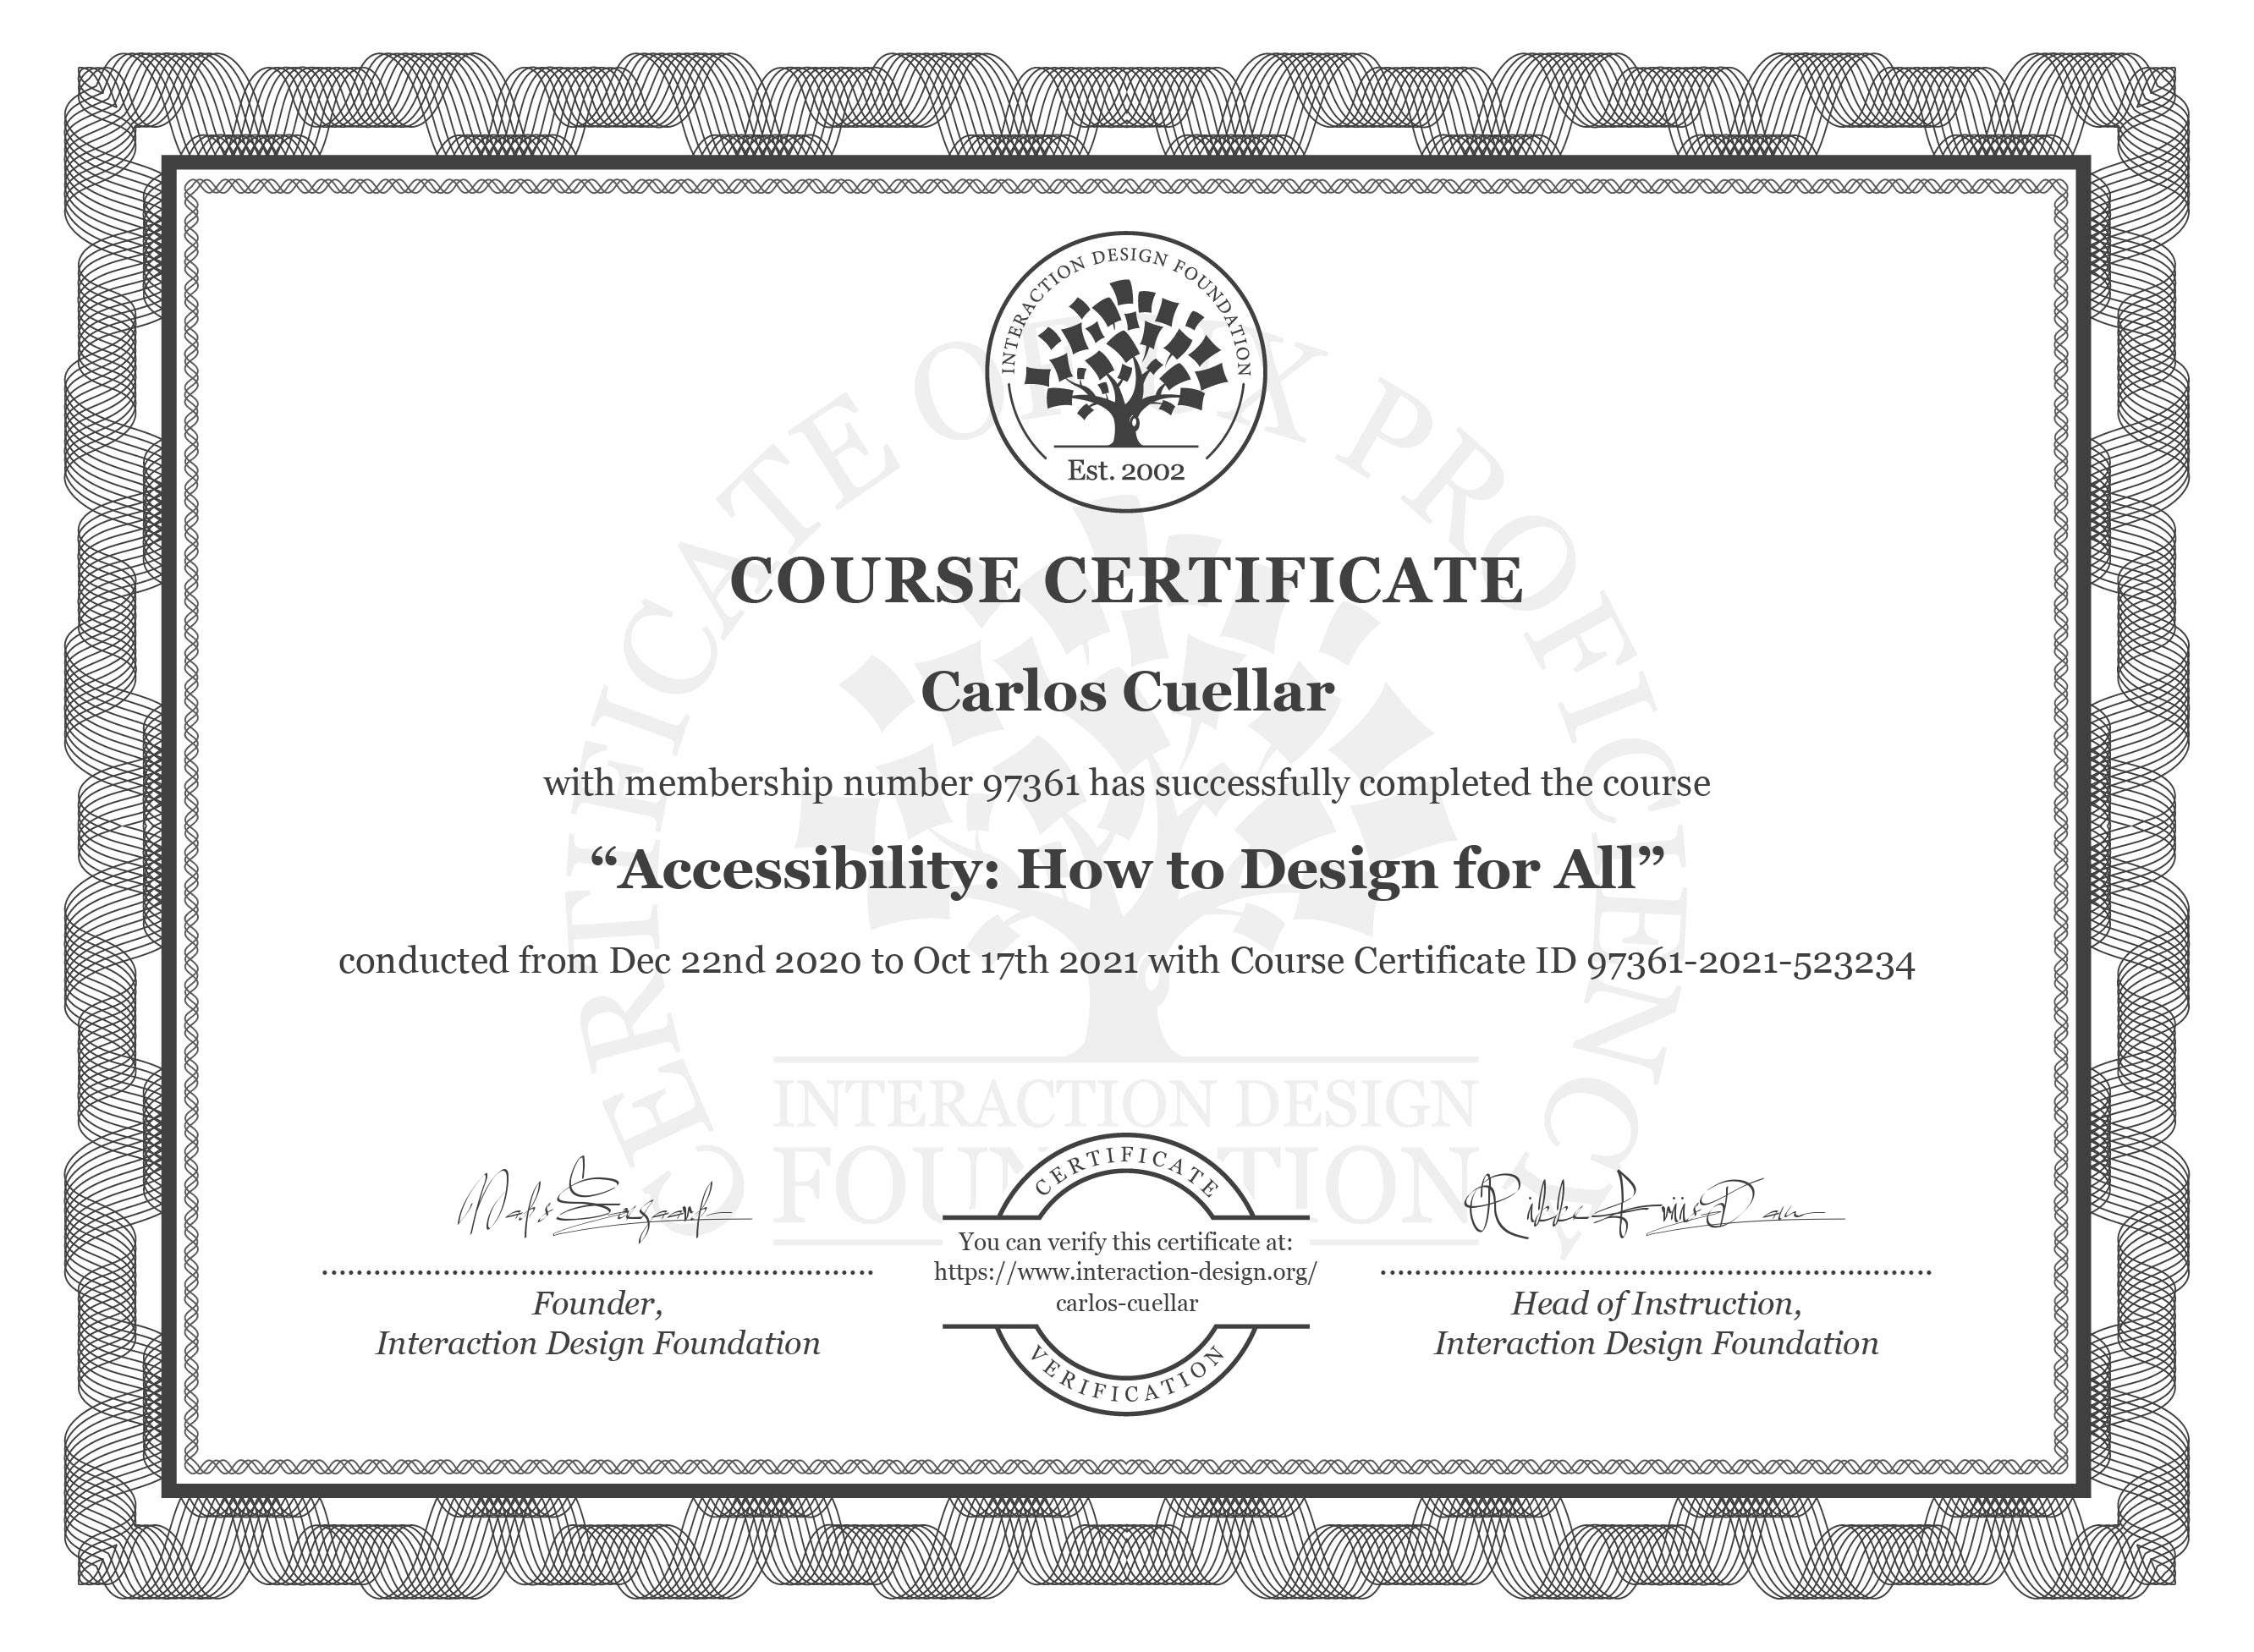 INTERACTION DESIGN FOUNDATION
Est. 2002
CERTIFICATE OF UX PROFICIENCY
COURSE CERTIFICATE
Carlos Cuellar
with membership number 97361 has successfully completed the course
“Accessibility: How to Design for All”
conducted from Dec 22nd 2020 to Oct 17th 2021 with Course Certificate ID 97361-2021-523234
INTERACTION DESIGN
FOUNDATION
Founder,
Interaction Design Foundation
CERTIFICATE
You can verify this certificate at:
https://www.interaction-design.org/
carlos-cuellar
VERIFICATION
Head of Instruction,
Interaction Design Foundation